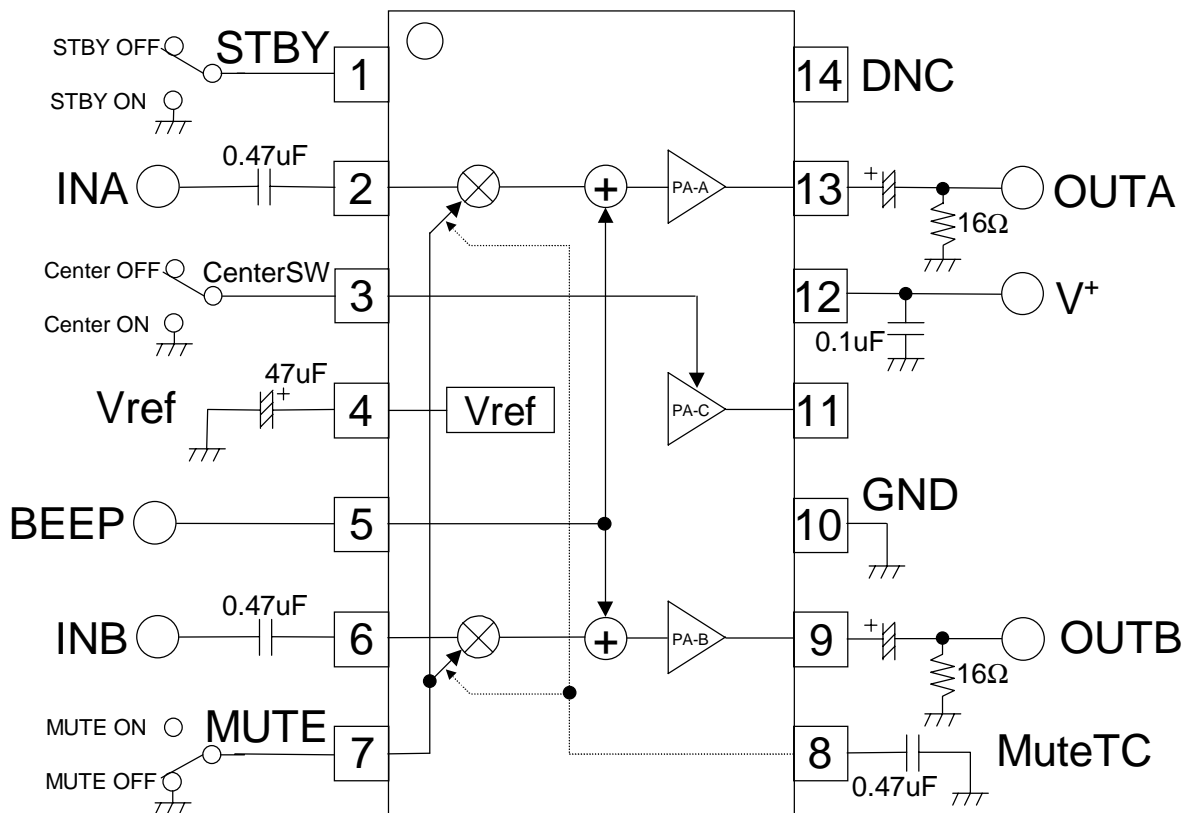 STBY OFF
STBY
1
STBY ON
14
DNC
INA
0.47uF
2
+
PA-A
13
+
OUTA
16Ω
Center OFF
CenterSW
3
Center ON
12
V+
0.1uF
Vref
47uF
+
4
Vref
PA-C
11
BEEP
5
GND
10
INB
0.47uF
6
+
PA-B
9
+
OUTB
16Ω
MUTE ON
MUTE
7
MUTE OFF
8
MuteTC
0.47uF